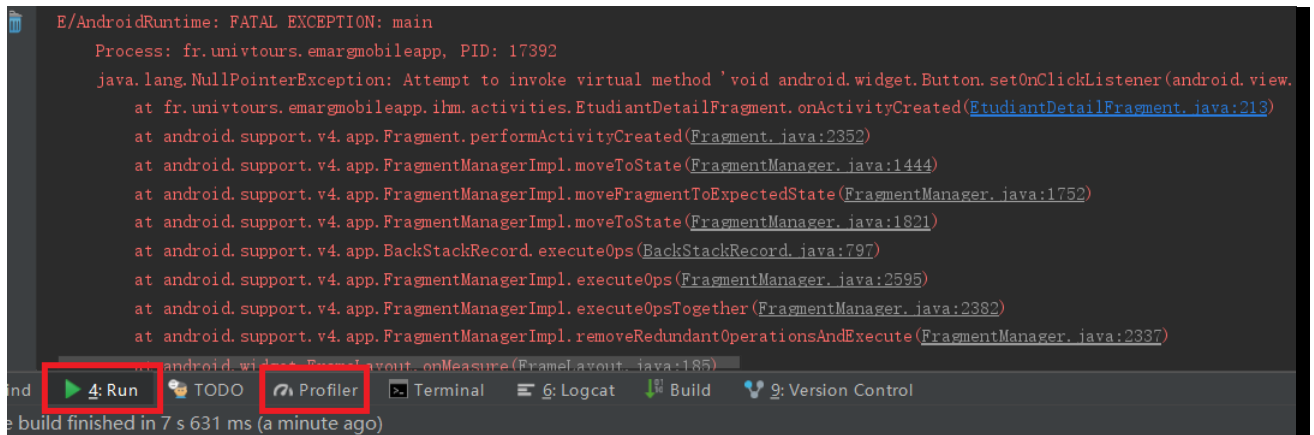 E/AndroidRuntime: FATAL EXCEPTION: main
Process: fr.univtours.emargmobileapp, PID: 17392
java.lang.NullPointerException: Attempt to invoke virtual method 'void android.widget.Button.setOnClickListener(android.view.
at fr.univtours.emargmobileapp.ihm.activities.EtudiantDetailFragment.onActivityCreated(EtudiantDetailFragment.java:213)
at android.support.v4.app.Fragment.performActivityCreated(Fragment.java:2352)
at android.support.v4.app.FragmentManagerImpl.moveToState(FragmentManager.java:1444)
at android.support.v4.app.FragmentManagerImpl.moveFragmentToExpectedState(FragmentManager.java:1752)
at android.support.v4.app.FragmentManagerImpl.moveToState(FragmentManager.java:1821)
at android.support.v4.app.BackStackRecord.executeOps(BackStackRecord.java:797)
at android.support.v4.app.FragmentManagerImpl.executeOps(FragmentManager.java:2595)
at android.support.v4.app.FragmentManagerImpl.executeOpsTogether(FragmentManager.java:2382)
at android.support.v4.app.FragmentManagerImpl.removeRedundantOperationsAndExecute(FragmentManager.java:2337)
at android.widget.FrameLayout.onMeasure(FrameLayout.java:185)
ind 4: Run TODO Profiler Terminal 6: Logcat Build 9: Version Control
e build finished in 7 s 631 ms (a minute ago)